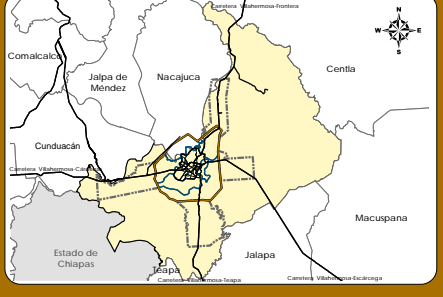 Carretera Villahermosa-Frontera
N
W E
S
Comalcalco
Jalpa de
Méndez
Nacajuca
Centla
Cunduacán
Carretera Villahermosa-Cárdenas
Macuspana
Estado de
Chiapas
Jalapa
Teapa
Carretera Villahermosa-Teapa
Carretera Villahermosa-Escárcega